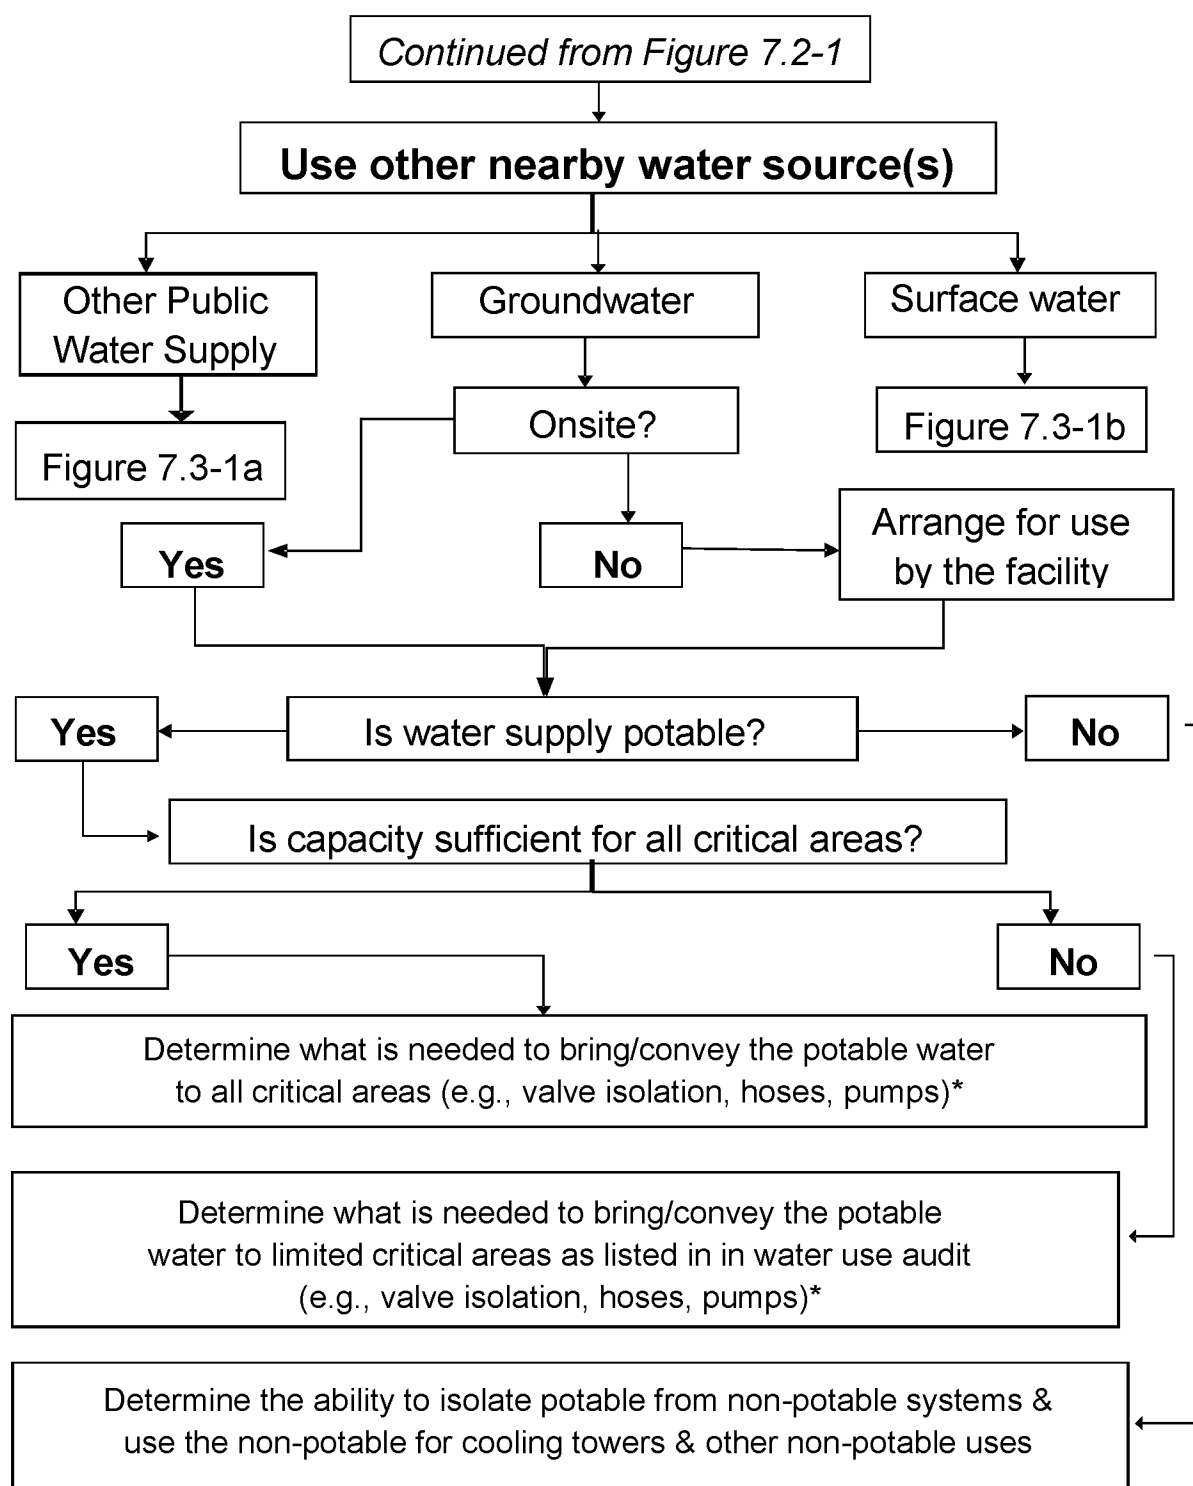 Continued from Figure 7.2-1
Use other nearby water source(s)
Other Public
Water Supply
Groundwater
Surface water
Figure 7.3-1a
Onsite?
Figure 7.3-1b
Yes
No
Arrange for use
by the facility
Yes
Is water supply potable?
No
Is capacity sufficient for all critical areas?
Yes
No
Determine what is needed to bring/convey the potable water
to all critical areas (e.g., valve isolation, hoses, pumps)*
Determine what is needed to bring/convey the potable
water to limited critical areas as listed in in water use audit
(e.g., valve isolation, hoses, pumps)*
Determine the ability to isolate potable from non-potable systems &
use the non-potable for cooling towers & other non-potable uses